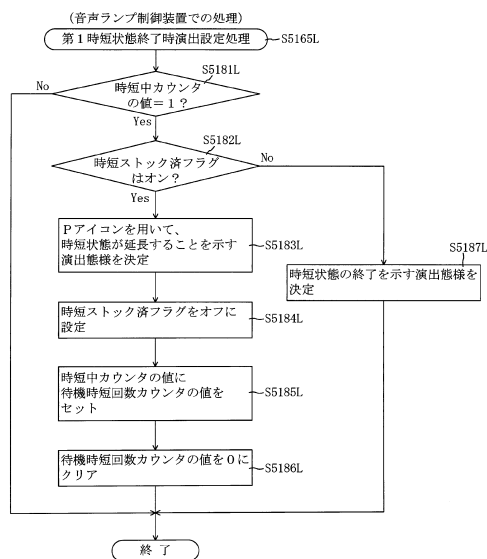 (音声ランプ制御装置での処理)
第1時短状態終了時演出設定処理
S5165L
S5181L
時短中カウンタ
の値=1?
No
Yes
S5182L
時短ストック済フラグ
はオン?
No
Yes
Pアイコンを用いて、
時短状態が延長することを示す
演出態様を決定
S5183L
S5187L
時短状態の終了を示す演出態様を
決定
時短ストック済フラグをオフに
設定
S5184L
時短中カウンタの値に
待機時短回数カウンタの値を
セット
S5185L
待機時短回数カウンタの値を0に
クリア
S5186L
終了